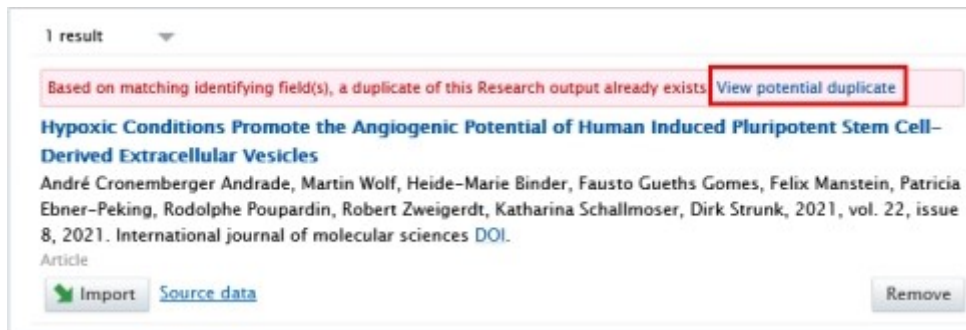 1 result
Based on matching identifying field(s), a duplicate of this Research output already exists View potential duplicate
Hypoxic Conditions Promote the Angiogenic Potential of Human Induced Pluripotent Stem Cell-
Derived Extracellular Vesicles
André Cronemberger Andrade, Martin Wolf, Heide-Marie Binder, Fausto Gueths Gomes, Felix Manstein, Patricia
Ebner-Peking, Rodolphe Poupardin, Robert Zweigerdt, Katharina Schallmoser, Dirk Strunk, 2021, vol. 22, issue
8, 2021. International journal of molecular sciences DOI.
Article
Import Source data Remove